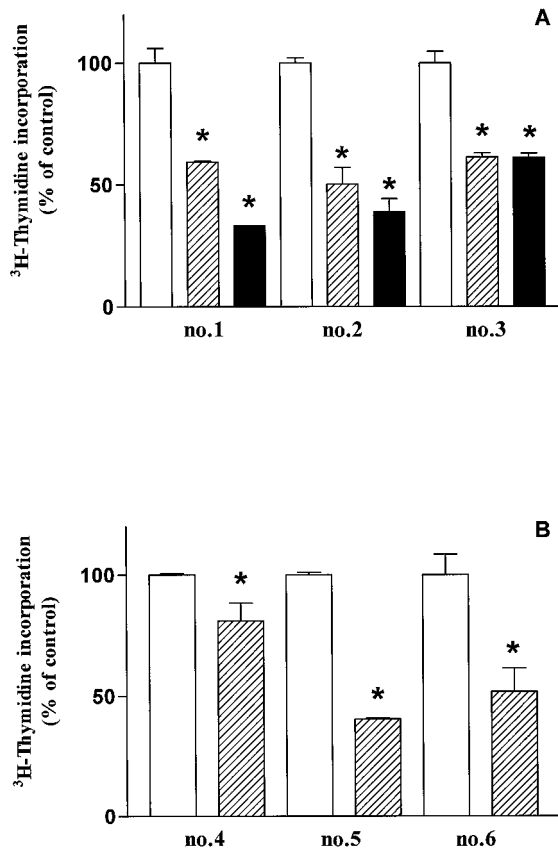 A
³H-Thymidine incorporation
(% of control)
100
50
0
*
*
*
*
*
*
no.1 no.2 no.3
B
³H-Thymidine incorporation
(% of control)
100
50
0
*
*
*
no.4 no.5 no.6